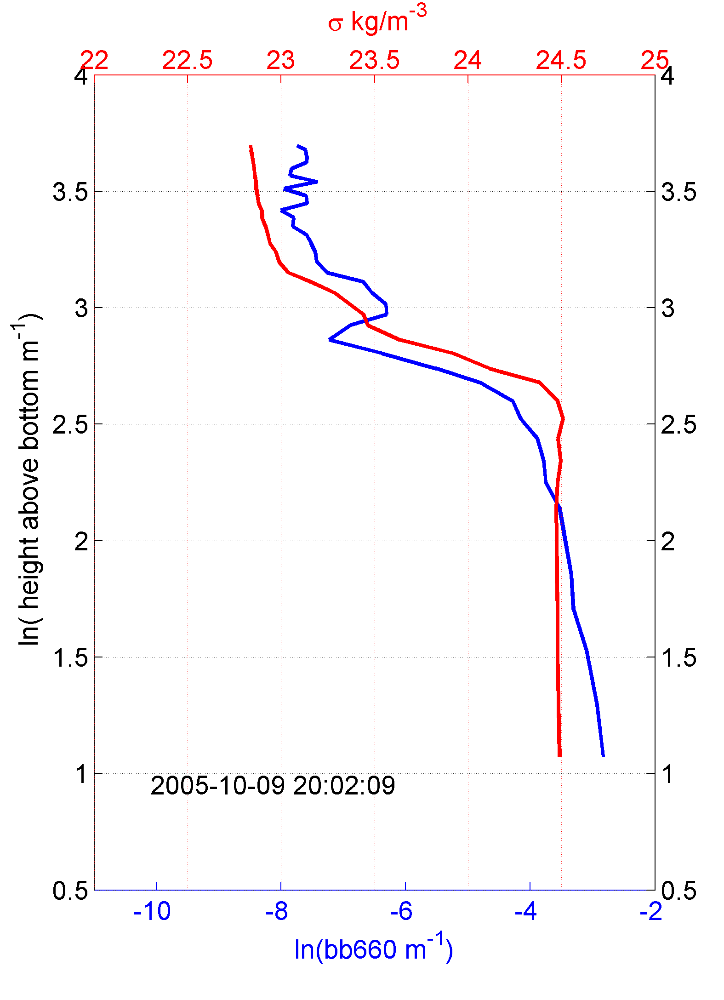 σ kg/m⁻³
22 22.5 23 23.5 24 24.5 25
4 4
3.5 3.5
3 3
2.5 2.5
2 2
1.5 1.5
1 1
0.5 0.5
ln( height above bottom m⁻¹)
2005-10-09 20:02:09
-10 -8 -6 -4 -2
ln(bb660 m⁻¹)